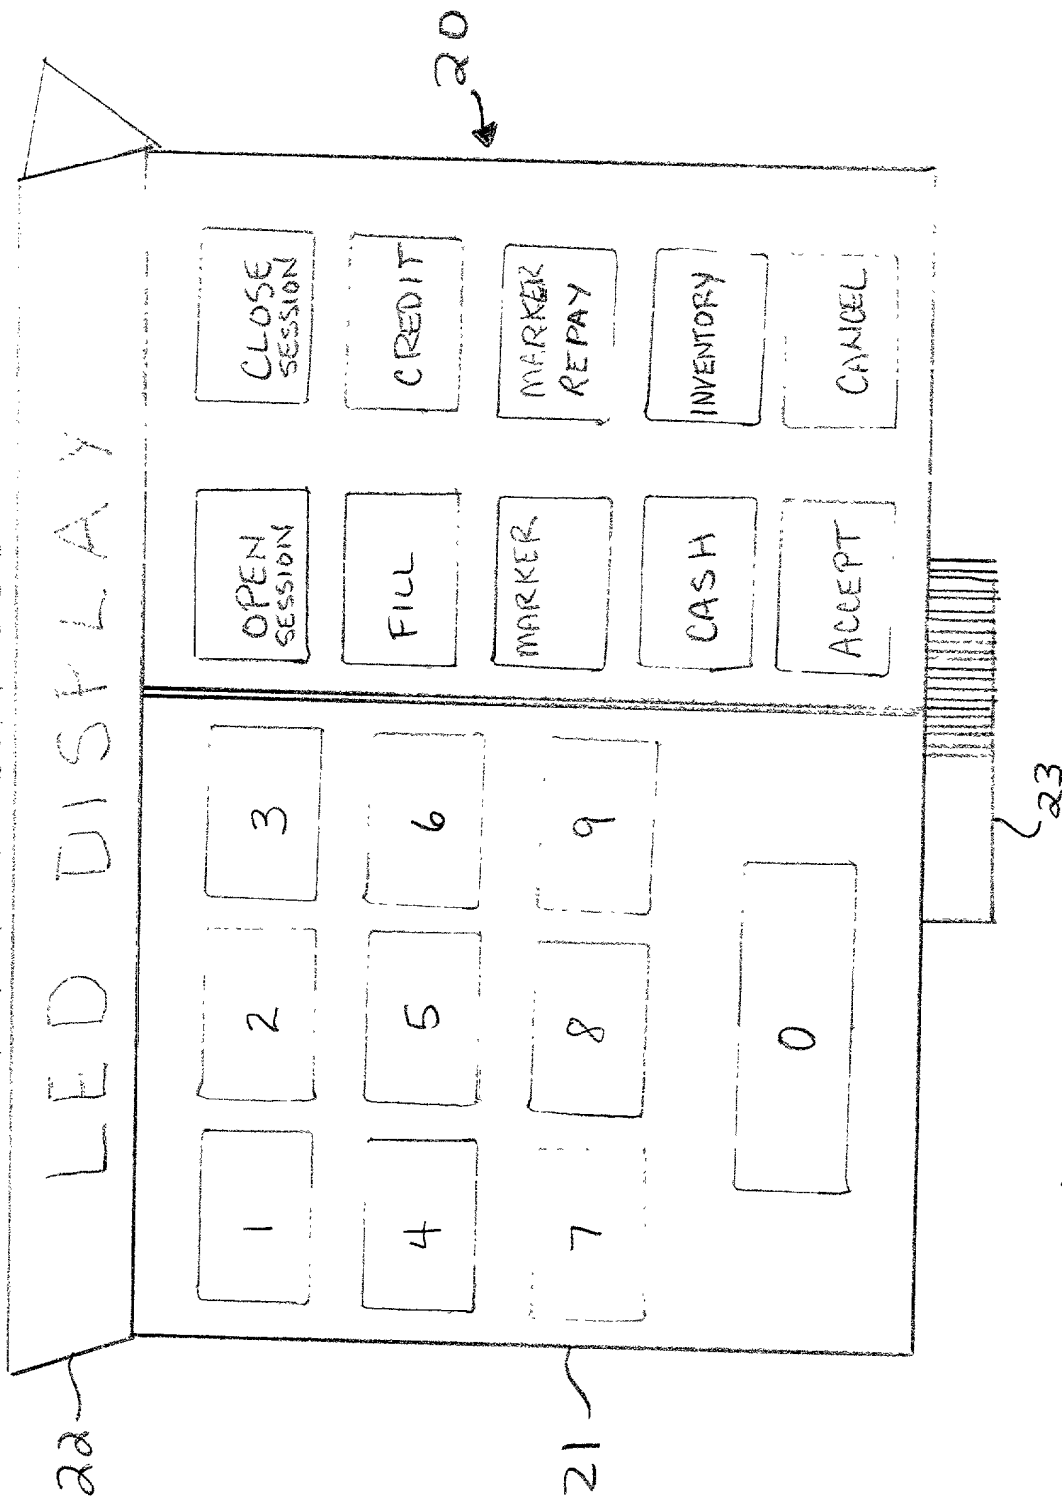 20
22
LED DISPLAY
21
1 2 3
4 5 6
7 8 9
0
OPEN
SESSION
CLOSE
SESSION
FILL
CREDIT
MARKER
MARKER
REPAY
CASH
INVENTORY
ACCEPT
CANCEL
23